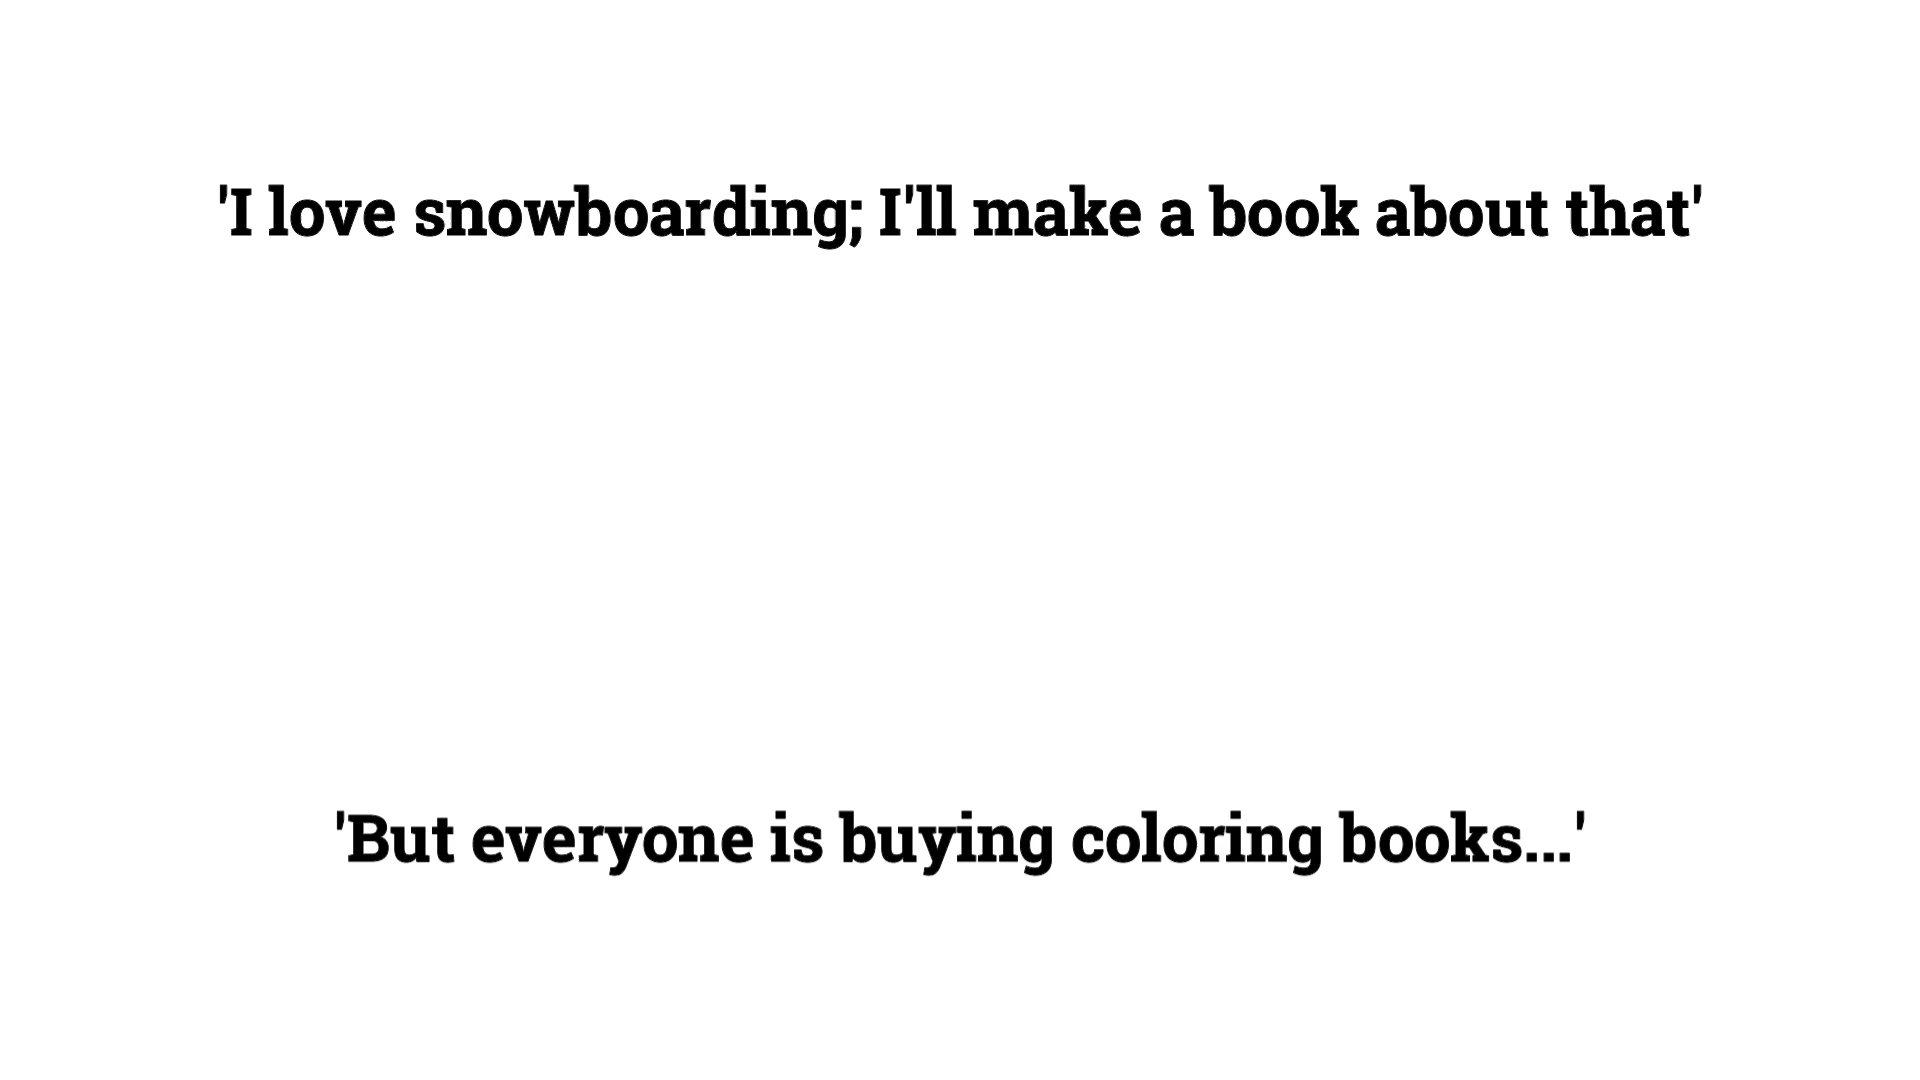 'I love snowboarding; I'll make a book about that'
'But everyone is buying coloring books...'